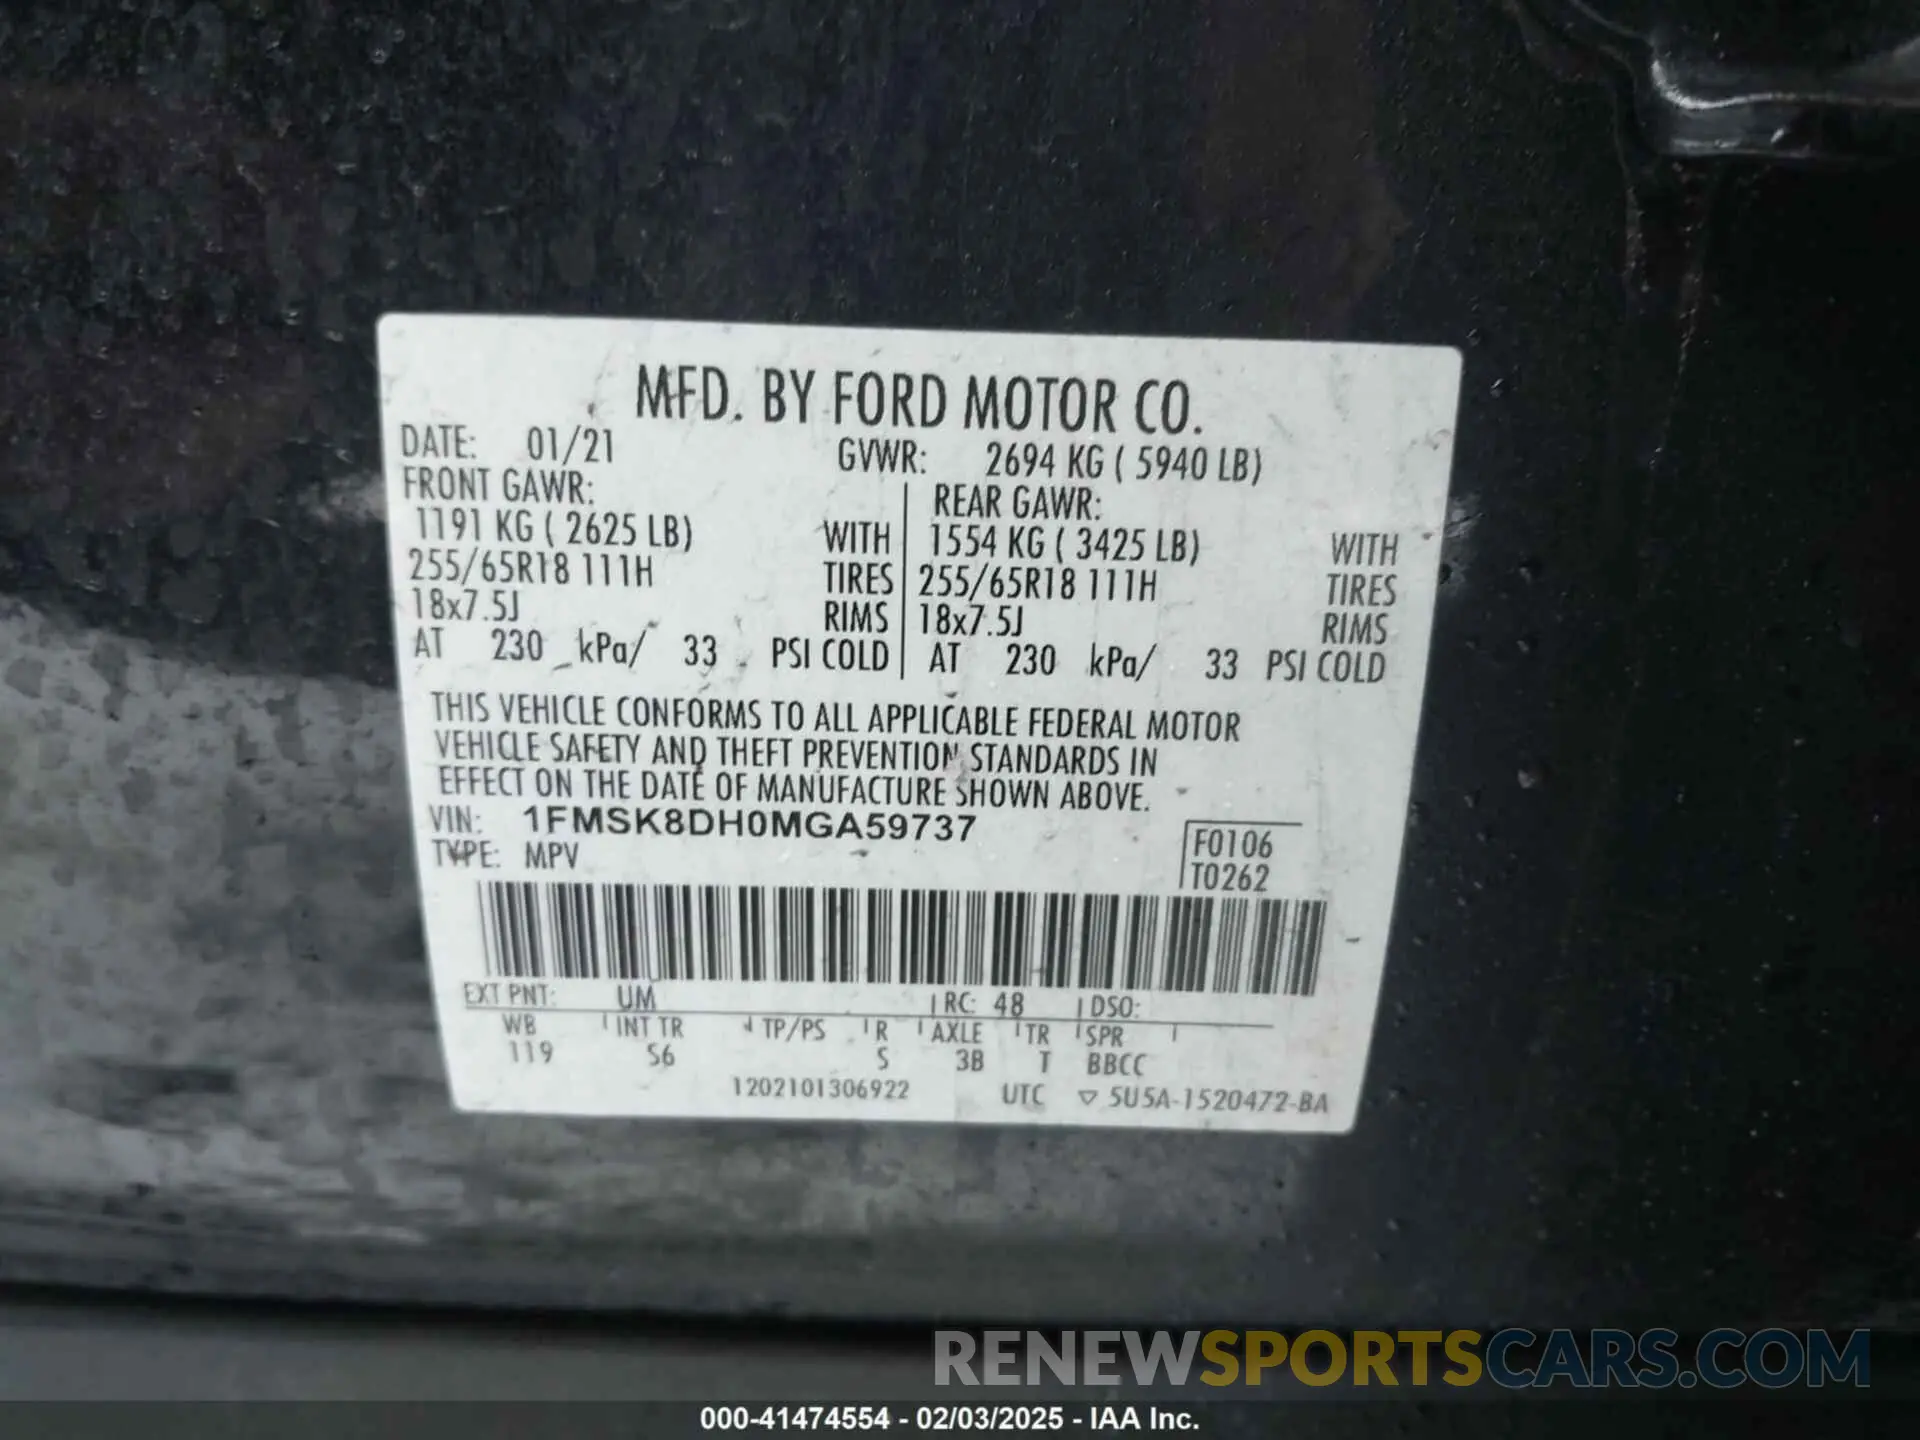 MFD. BY FORD MOTOR CO.
DATE: 01/21 GVWR: 2694 KG ( 5940 LB)
FRONT GAWR: REAR GAWR:
1191 KG ( 2625 LB) WITH 1554 KG ( 3425 LB) WITH
255/65R18 111H TIRES 255/65R18 111H TIRES
18x7.5J RIMS 18x7.5J RIMS
AT 230 kPa/ 33 PSI COLD AT 230 kPa/ 33 PSI COLD
THIS VEHICLE CONFORMS TO ALL APPLICABLE FEDERAL MOTOR
VEHICLE SAFETY AND THEFT PREVENTION STANDARDS IN
EFFECT ON THE DATE OF MANUFACTURE SHOWN ABOVE.
VIN: 1FMSK8DH0MGA59737
TYPE: MPV
F0106
T0262
EXT PNT: UM RC: 48 DSO:
WB INT TR TP/PS R AXLE TR SPR
119 S6 S 3B T BBCC
1202101306922 UTC ▽ 5U5A-1520472-BA
RENEWSPORTSCARS.COM
000-41474554 - 02/03/2025 - IAA Inc.